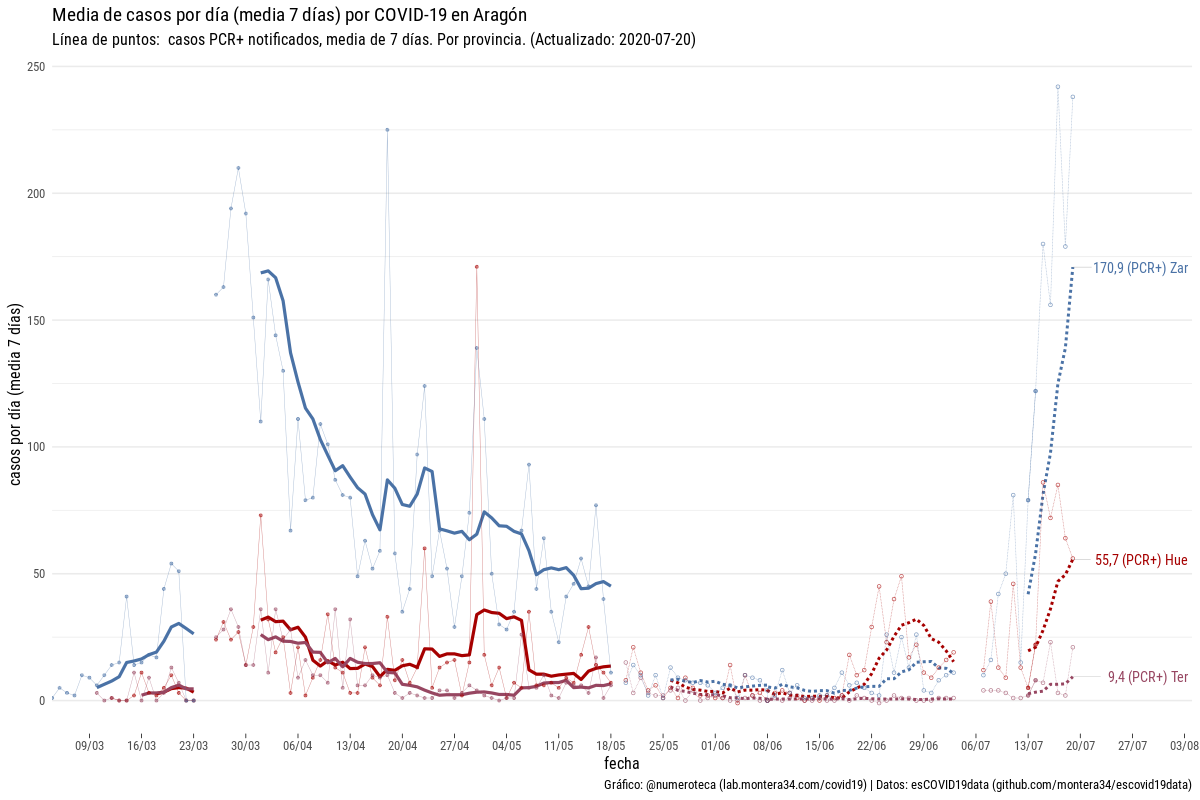 Media de casos por día (media 7 días) por COVID-19 en Aragón
Línea de puntos:  casos PCR+ notificados, media de 7 días. Por provincia. (Actualizado: 2020-07-20)
casos por día (media 7 días)
250
200
150
100
50
0
170,9 (PCR+) Zar
55,7 (PCR+) Hue
9,4 (PCR+) Ter
09/03 16/03 23/03 30/03 06/04 13/04 20/04 27/04 04/05 11/05 18/05 25/05 01/06 08/06 15/06 22/06 29/06 06/07 13/07 20/07 27/07 03/08
fecha
Gráfico: @numeroteca (lab.montera34.com/covid19) | Datos: esCOVID19data (github.com/montera34/escovid19data)